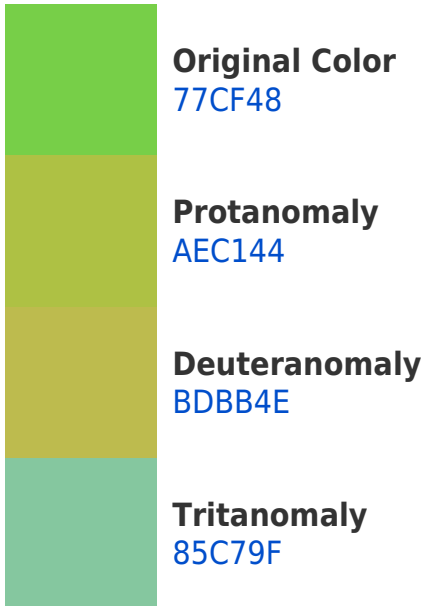 Original Color
77CF48
Protanomaly
AEC144
Deuteranomaly
BDBB4E
Tritanomaly
85C79F